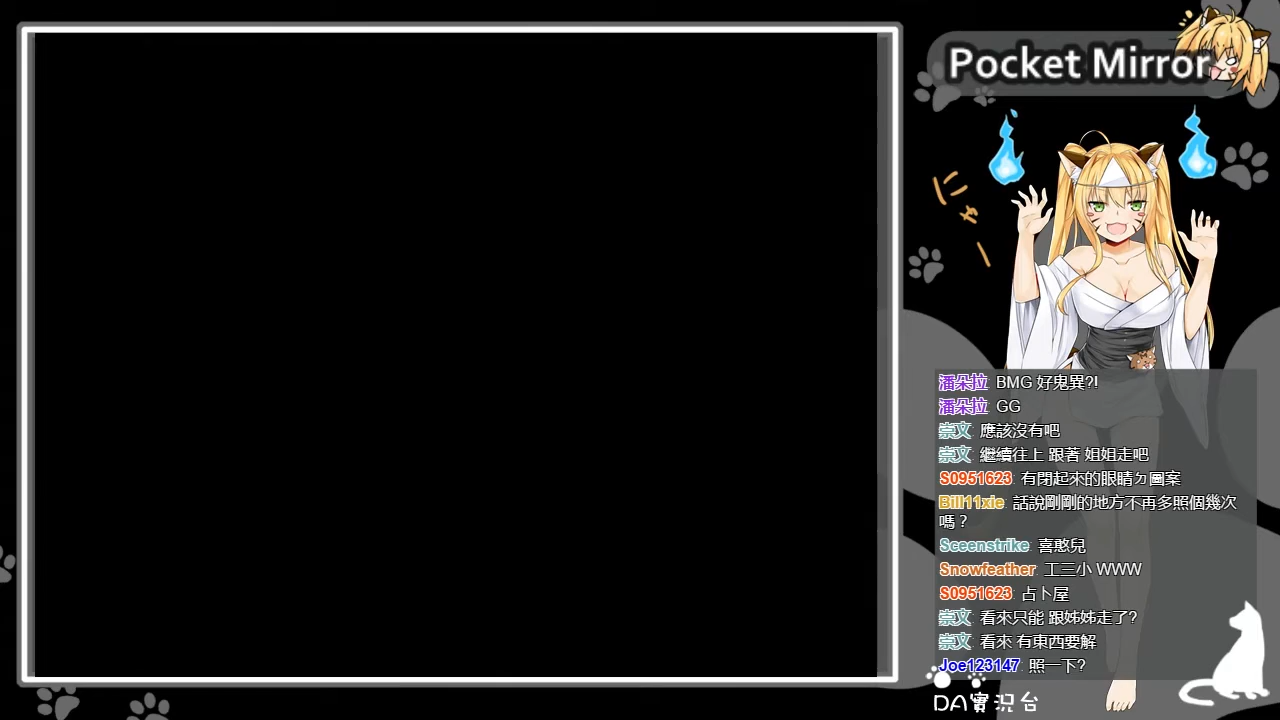 Pocket Mirror
にゃー
潘朵拉 BMG 好鬼異?!
潘朵拉 GG
崇文 應該沒有吧
崇文 繼續往上 跟著 姐姐走吧
S0951623 有閉起來的眼睛ㄉ圖案
Bill11xie 話說剛剛的地方不再多照個幾次
嗎？
Sceenstrike 喜憨兒
Snowfeather 工三小 WWW
S0951623 占卜屋
崇文 看來只能 跟姊姊走了?
崇文 看來 有東西要解
Joe123147 照一下?
DA實況台